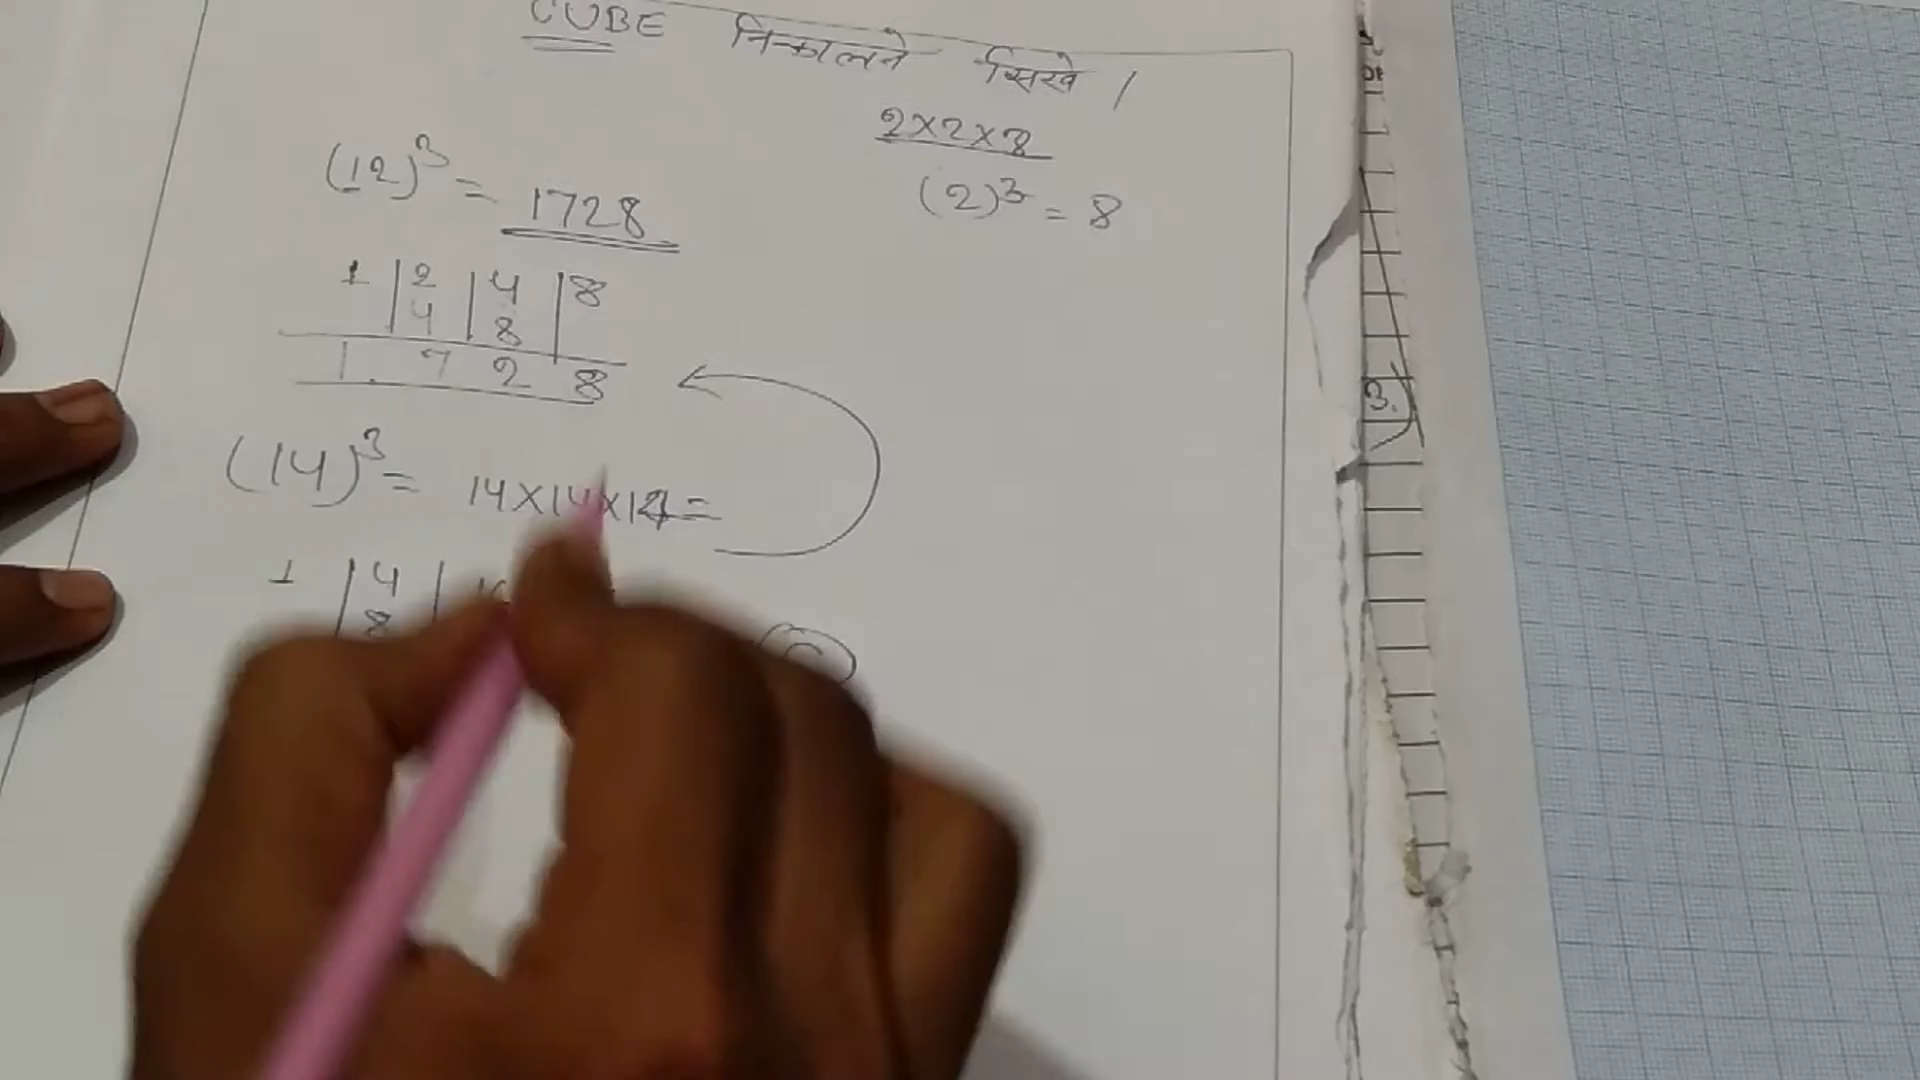 CUBE निकालने सिखे।
2×2×2
(12)³ = 1728
(2)³ = 8
1 | 2 | 4 | 8
4 | 8
1 7 2 8
(14)³ = 14×14×14=
1 | 4 |
8